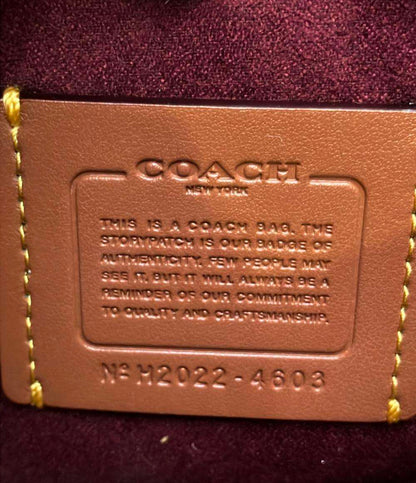 COACH
NEW YORK
THIS IS A COACH BAG. THE
STORYPATCH IS OUR BADGE OF
AUTHENTICITY. FEW PEOPLE MAY
SEE IT, BUT IT WILL ALWAYS BE A
REMINDER OF OUR COMMITMENT
TO QUALITY AND CRAFTSMANSHIP.
Nº H2022-4603